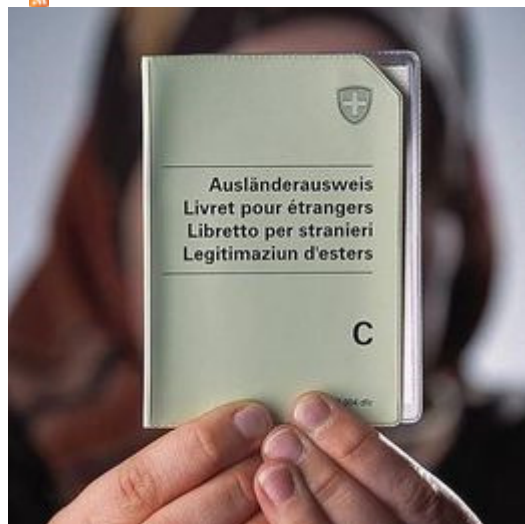 Ausländerausweis
Livret pour étrangers
Libretto per stranieri
Legitimaziun d'esters
C